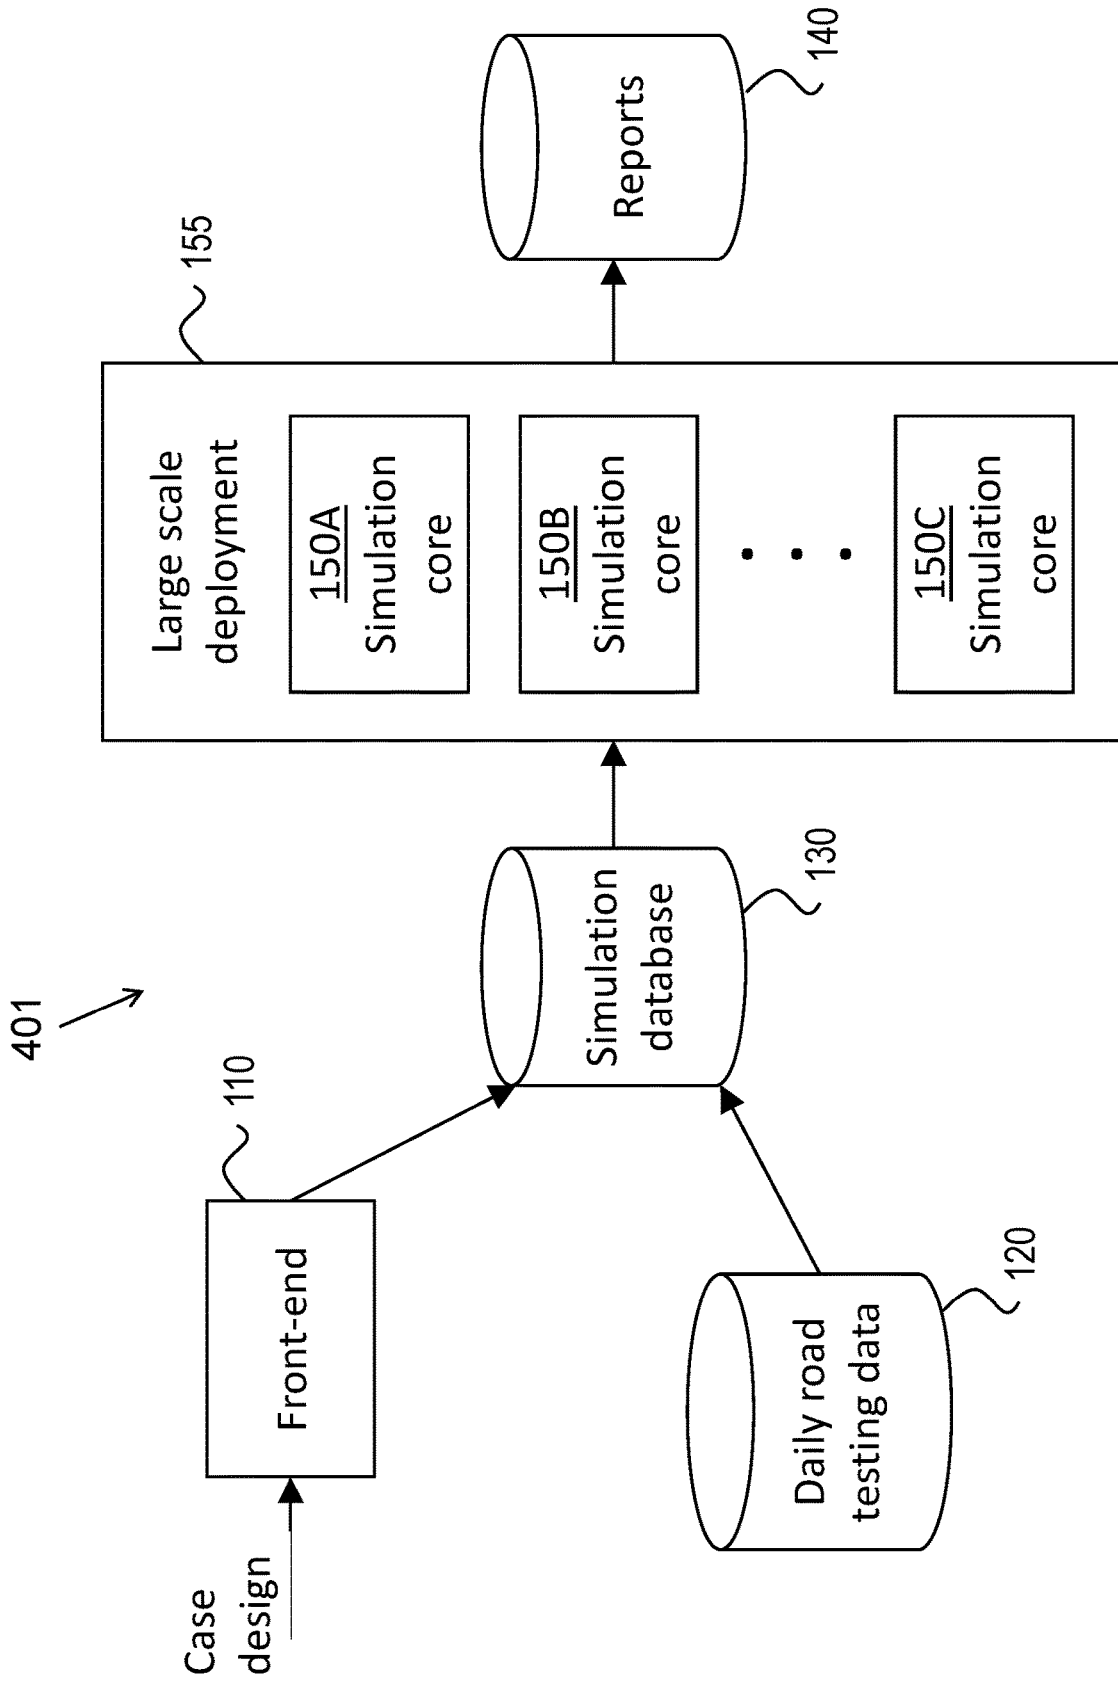 401
Case
design
Front-end
110
Daily road
testing data
120
Simulation
database
130
Large scale
deployment
155
150A
Simulation
core
150B
Simulation
core
150C
Simulation
core
Reports
140